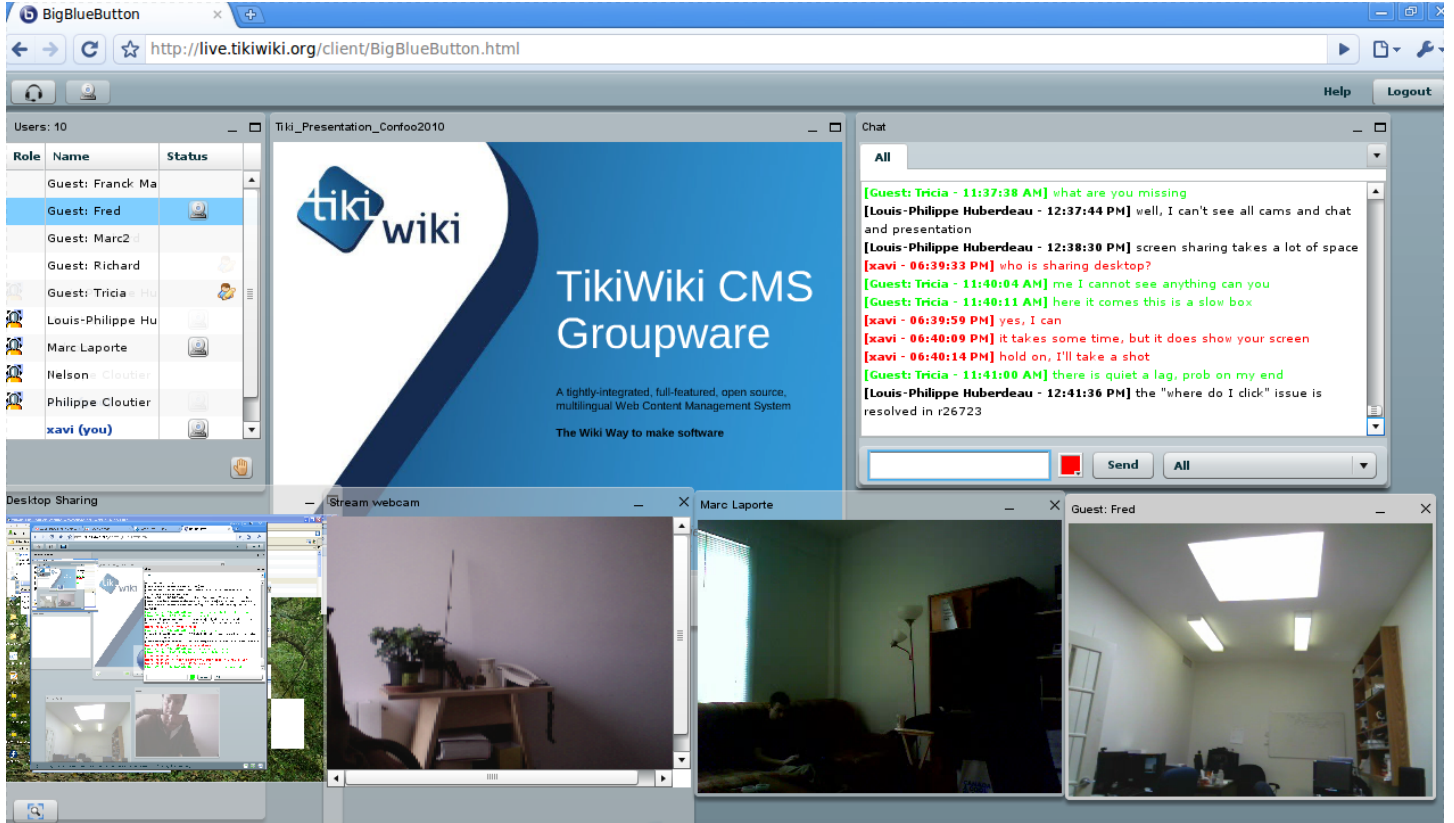 BigBlueButton
http://live.tikiwiki.org/client/BigBlueButton.html
Help
Logout
Users: 10
Role Name Status
Guest: Franck Ma
Guest: Fred
Guest: Marc2
Guest: Richard
Guest: Tricia
Louis-Philippe Hu
Marc Laporte
Nelson
Philippe Cloutier
xavi (you)
Tiki_Presentation_Confoo2010
tiki
wiki
TikiWiki CMS
Groupware
A tightly-integrated, full-featured, open source,
multilingual Web Content Management System
The Wiki Way to make software
Chat
All
[Guest: Tricia - 11:37:38 AM] what are you missing
[Louis-Philippe Huberdeau - 12:37:44 PM] well, I can't see all cams and chat
and presentation
[Louis-Philippe Huberdeau - 12:38:30 PM] screen sharing takes a lot of space
[xavi - 06:39:33 PM] who is sharing desktop?
[Guest: Tricia - 11:40:04 AM] me I cannot see anything can you
[Guest: Tricia - 11:40:11 AM] here it comes this is a slow box
[xavi - 06:39:59 PM] yes, I can
[xavi - 06:40:09 PM] it takes some time, but it does show your screen
[xavi - 06:40:14 PM] hold on, I'll take a shot
[Guest: Tricia - 11:41:00 AM] there is quiet a lag, prob on my end
[Louis-Philippe Huberdeau - 12:41:36 PM] the "where do I click" issue is
resolved in r26723
Send
All
Desktop Sharing
Stream webcam
Marc Laporte
Guest: Fred